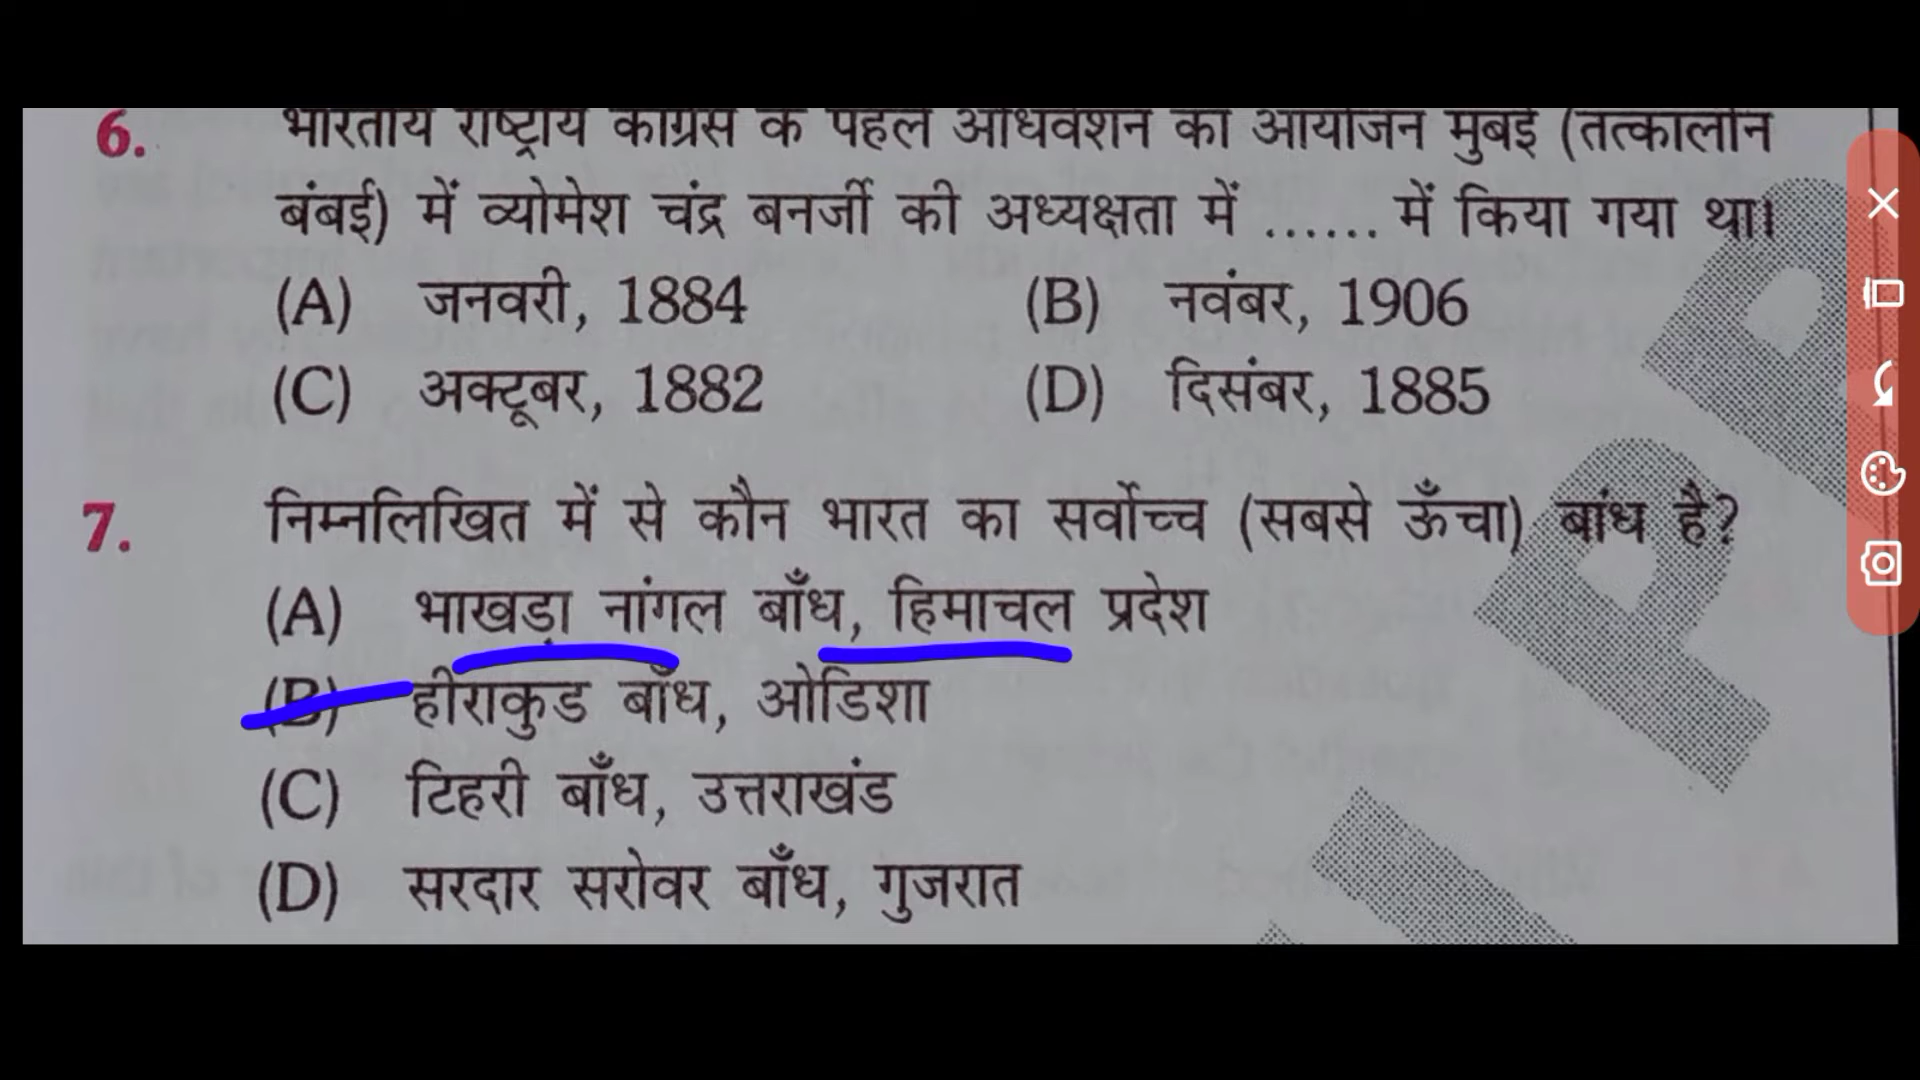 6. भारतीय राष्ट्रीय कांग्रेस के पहले अधिवेशन का आयोजन मुंबई (तत्कालीन
बंबई) में व्योमेश चंद्र बनर्जी की अध्यक्षता में ...... में किया गया था।
(A) जनवरी, 1884 (B) नवंबर, 1906
(C) अक्टूबर, 1882 (D) दिसंबर, 1885
7. निम्नलिखित में से कौन भारत का सर्वोच्च (सबसे ऊँचा) बांध है?
(A) भाखड़ा नांगल बाँध, हिमाचल प्रदेश
(B) हीराकुड बाँध, ओडिशा
(C) टिहरी बाँध, उत्तराखंड
(D) सरदार सरोवर बाँध, गुजरात